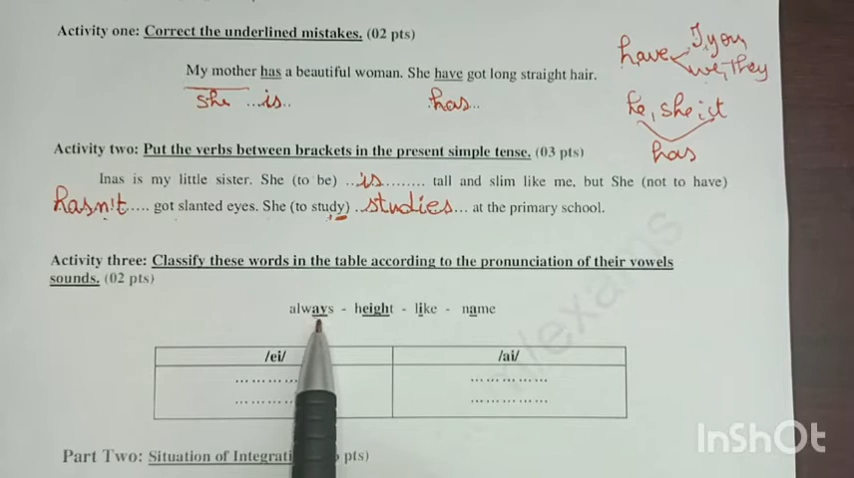 Activity one: Correct the underlined mistakes. (02 pts)
have I, you
we, they
My mother has a beautiful woman. She have got long straight hair.
she ...is.. has..
he, she, it
has
Activity two: Put the verbs between brackets in the present simple tense. (03 pts)
Inas is my little sister. She (to be) ..is......... tall and slim like me, but She (not to have)
hasn't.... got slanted eyes. She (to study) ..studies... at the primary school.
Activity three: Classify these words in the table according to the pronunciation of their vowels
sounds. (02 pts)
always - height - like - name
/ei/ /ai/
............ ...............
............ ...............
Part Two: Situation of Integrati pts)
InShOt